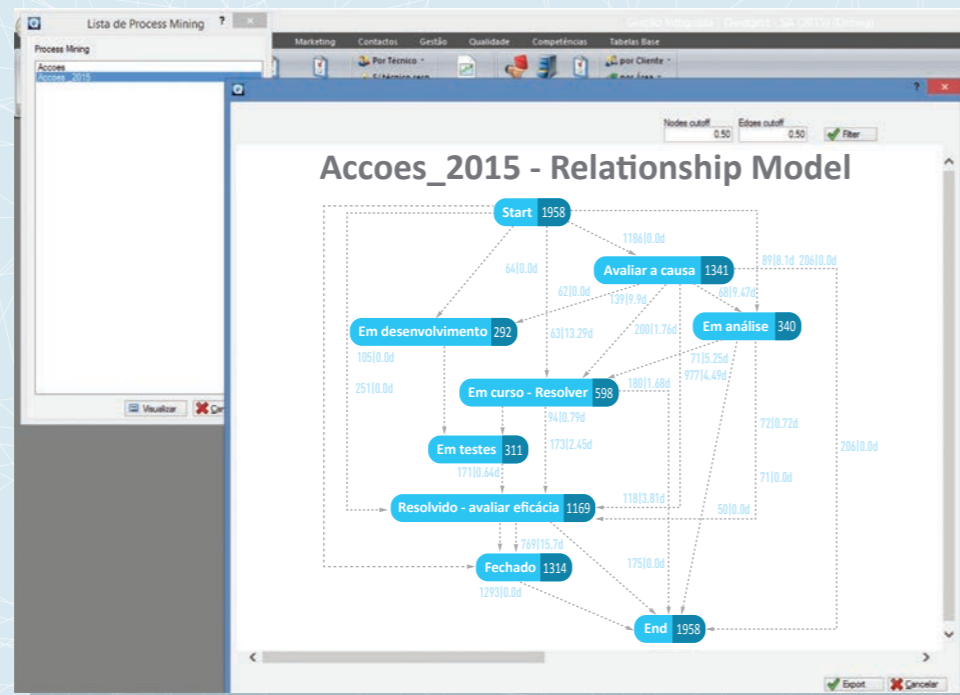 Lista de Process Mining ?
Process Mining
Accoes
Accoes_2015
Visualizar
Marketing Contactos Gestão Qualidade Competências Tabelas Base
Por Técnico
por Cliente
por Área
?
Nodes cutoff Edges cutoff
0.50 0.50 Filter
Accoes_2015 - Relationship Model
Start 1958
1186|0.0d
89|8.1d 206|0.0d
64|0.0d
Avaliar a causa 1341
62|0.0d
139|9.9d
68|9.47d
Em desenvolvimento 292
63|13.29d
200|1.76d
Em análise 340
105|0.0d
71|5.25d
977|4.49d
251|0.0d
Em curso - Resolver 598
180|1.68d
94|0.79d
72|0.72d
Em testes 311
173|2.45d
206|0.0d
171|0.64d
71|0.0d
Resolvido - avaliar eficácia 1169
118|3.81d
50|0.0d
769|15.7d
Fechado 1314
175|0.0d
1293|0.0d
End 1958
Export Cancelar